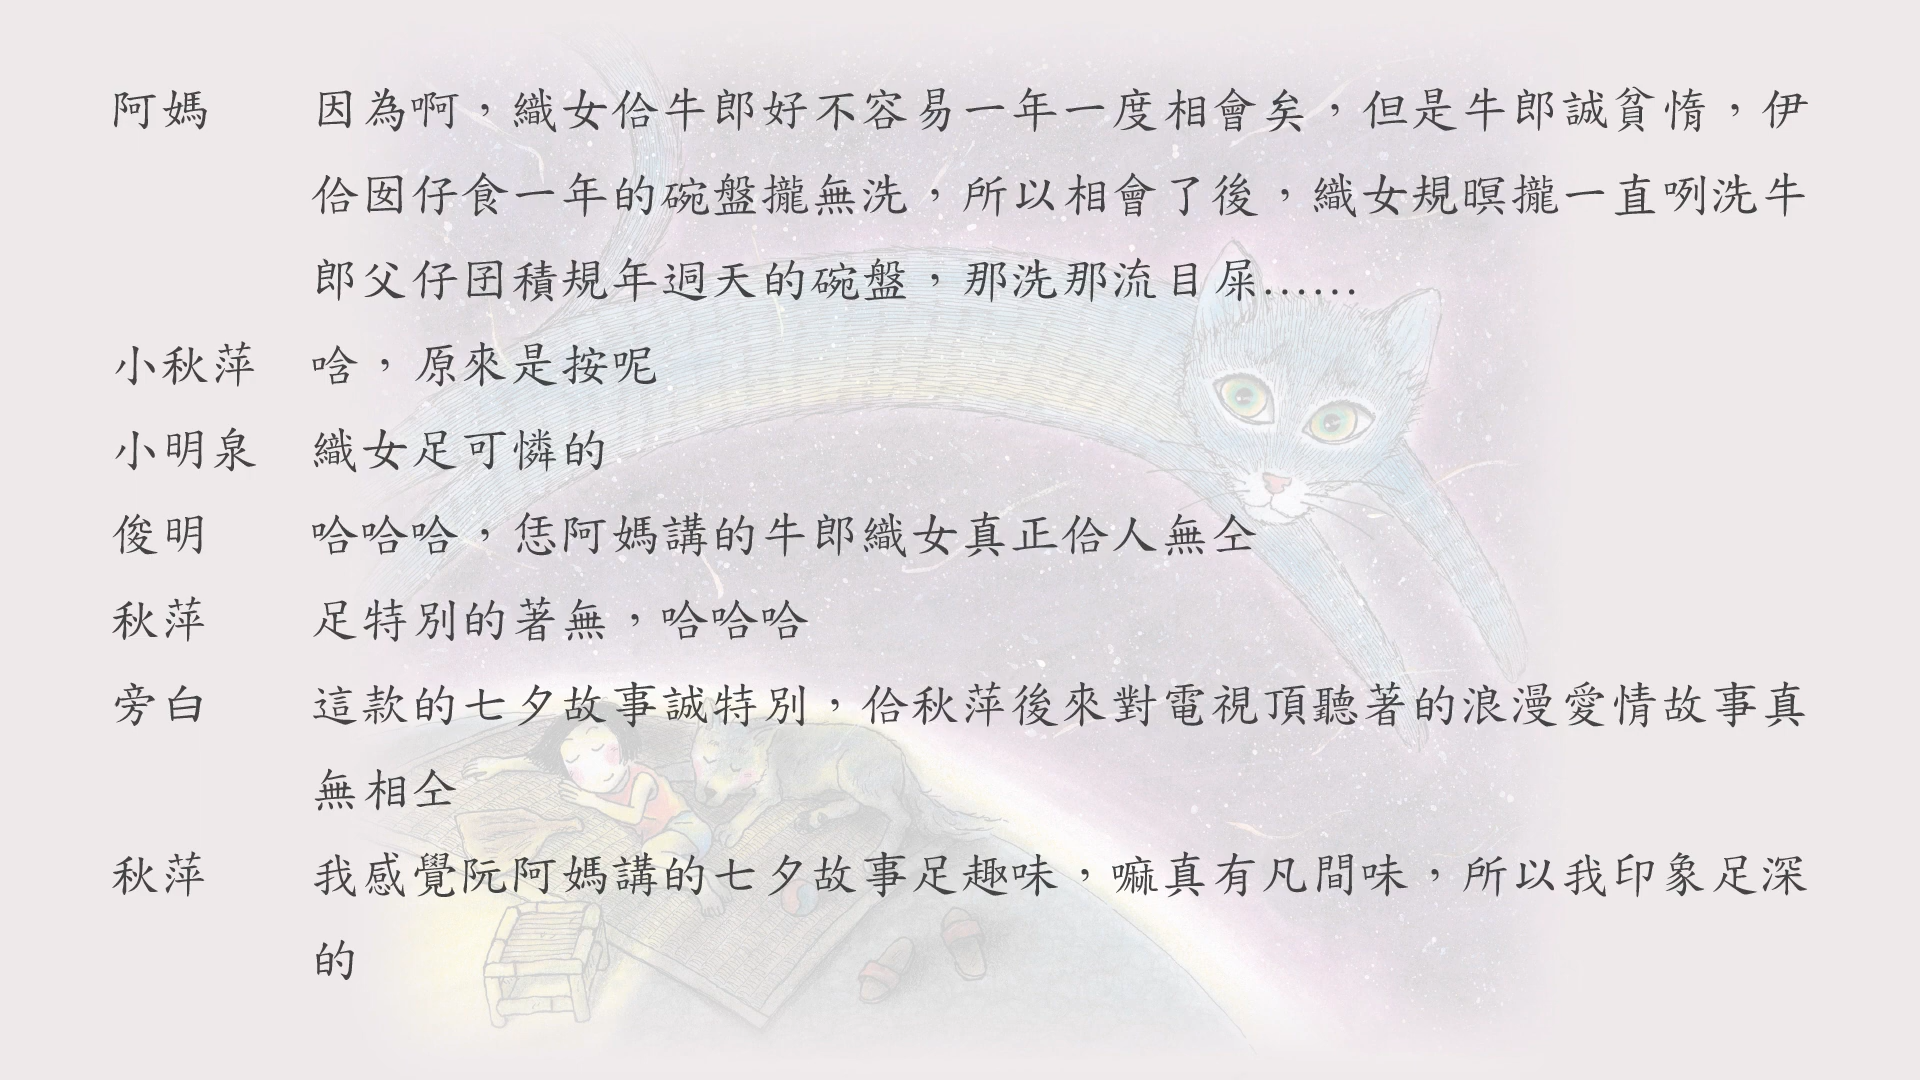 阿媽　因為啊，織女佮牛郎好不容易一年一度相會矣，但是牛郎誠貧惰，伊
佮囡仔食一年的碗盤攏無洗，所以相會了後，織女規暝攏一直咧洗牛
郎父仔囝積規年週天的碗盤，那洗那流目屎……
小秋萍　唅，原來是按呢
小明泉　織女足可憐的
俊明　哈哈哈，恁阿媽講的牛郎織女真正佮人無仝
秋萍　足特別的著無，哈哈哈
旁白　這款的七夕故事誠特別，佮秋萍後來對電視頂聽著的浪漫愛情故事真
無相仝
秋萍　我感覺阮阿媽講的七夕故事足趣味，嘛真有凡間味，所以我印象足深
的